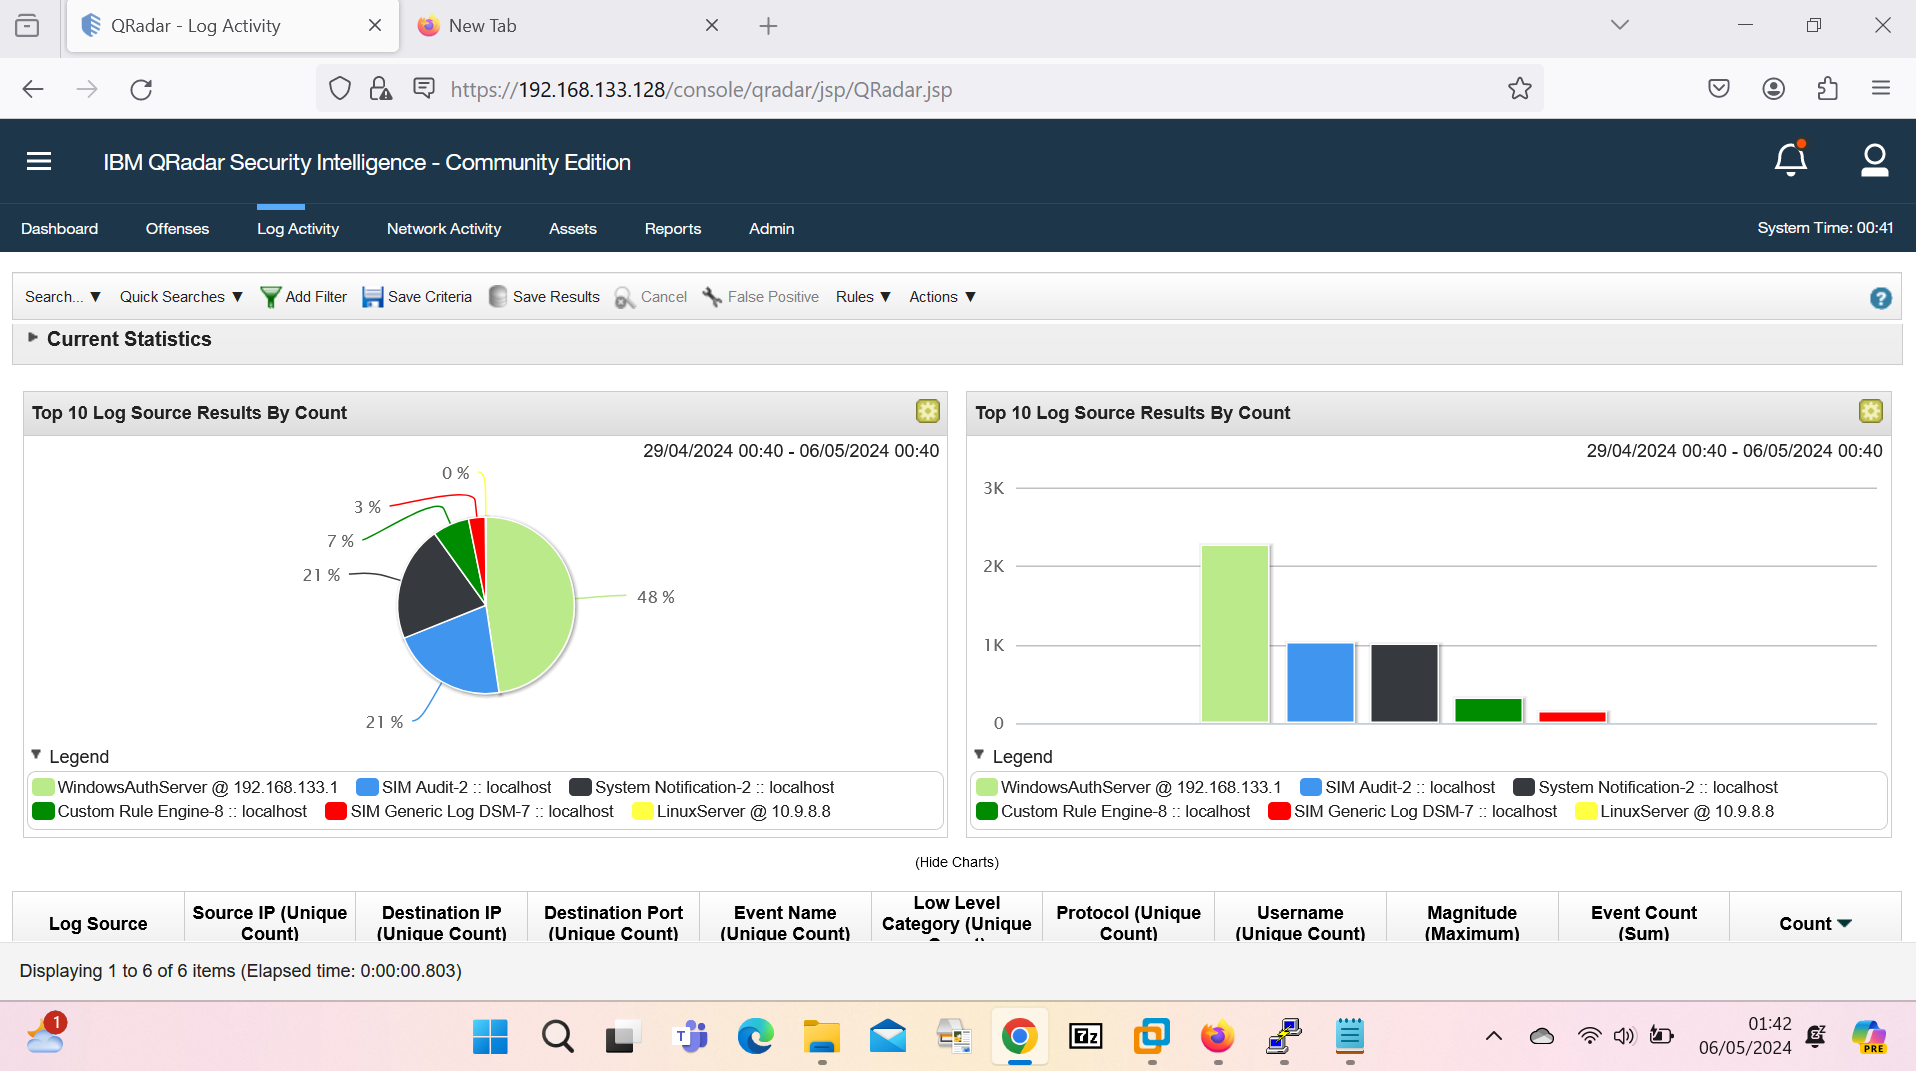 QRadar - Log Activity
New Tab
https://192.168.133.128/console/qradar/jsp/QRadar.jsp
IBM QRadar Security Intelligence - Community Edition
Dashboard Offenses Log Activity Network Activity Assets Reports Admin System Time: 00:41
Search... ▼ Quick Searches ▼ Add Filter Save Criteria Save Results Cancel False Positive Rules ▼ Actions ▼ ?
Current Statistics
Top 10 Log Source Results By Count
29/04/2024 00:40 - 06/05/2024 00:40
0 %
3 %
7 %
21 %
48 %
21 %
Legend
WindowsAuthServer @ 192.168.133.1 SIM Audit-2 :: localhost System Notification-2 :: localhost
Custom Rule Engine-8 :: localhost SIM Generic Log DSM-7 :: localhost LinuxServer @ 10.9.8.8
Top 10 Log Source Results By Count
29/04/2024 00:40 - 06/05/2024 00:40
3K
2K
1K
0
Legend
WindowsAuthServer @ 192.168.133.1 SIM Audit-2 :: localhost System Notification-2 :: localhost
Custom Rule Engine-8 :: localhost SIM Generic Log DSM-7 :: localhost LinuxServer @ 10.9.8.8
(Hide Charts)
Log Source
Source IP (Unique
Count)
Destination IP
(Unique Count)
Destination Port
(Unique Count)
Event Name
(Unique Count)
Low Level
Category (Unique
Count)
Protocol (Unique
Count)
Username
(Unique Count)
Magnitude
(Maximum)
Event Count
(Sum)
Count
Displaying 1 to 6 of 6 items (Elapsed time: 0:00:00.803)
1
7z
01:42
06/05/2024
PRE